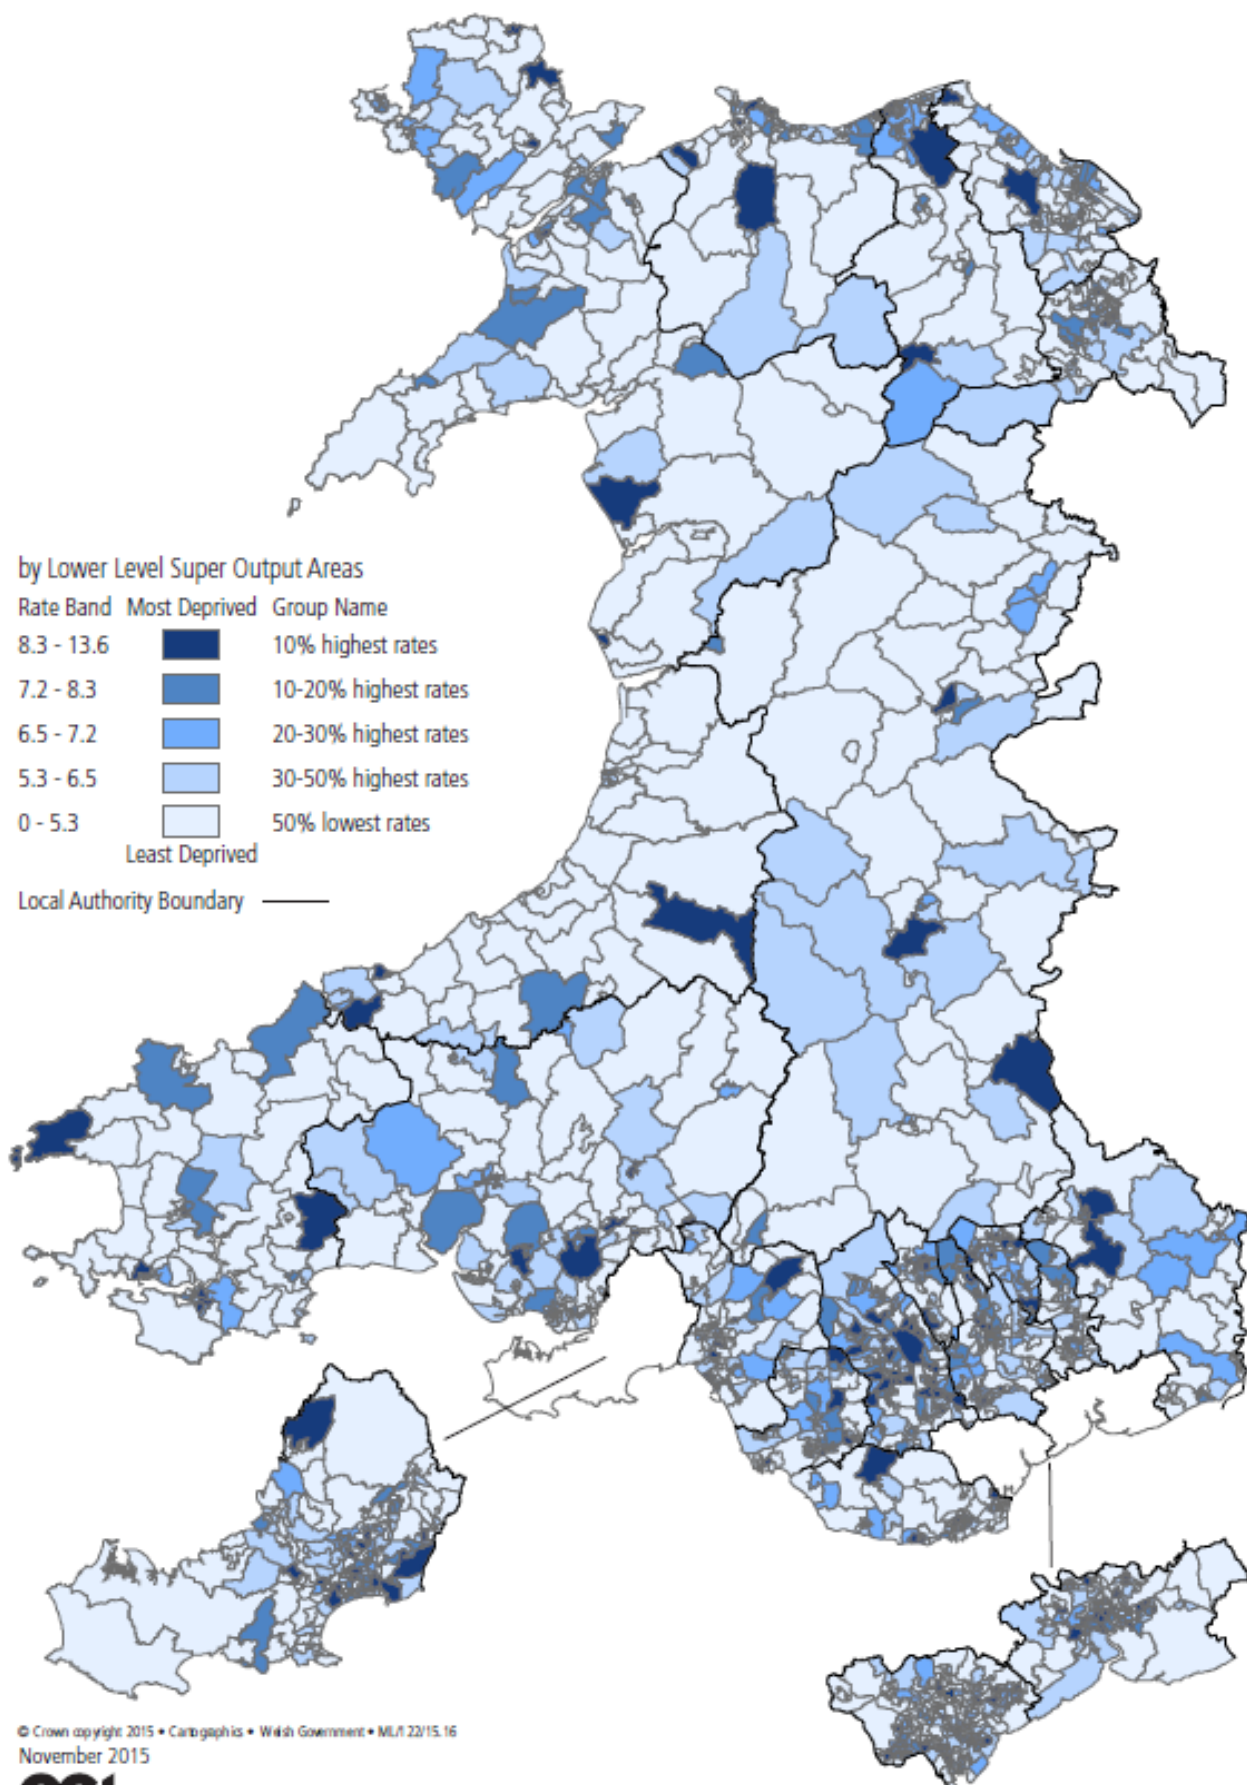 by Lower Level Super Output Areas
Rate Band Most Deprived Group Name
8.3 - 13.6 10% highest rates
7.2 - 8.3 10-20% highest rates
6.5 - 7.2 20-30% highest rates
5.3 - 6.5 30-50% highest rates
0 - 5.3 50% lowest rates
Least Deprived
Local Authority Boundary
© Crown copyright 2015 • Cartographics • Welsh Government • ML/122/15.16
November 2015